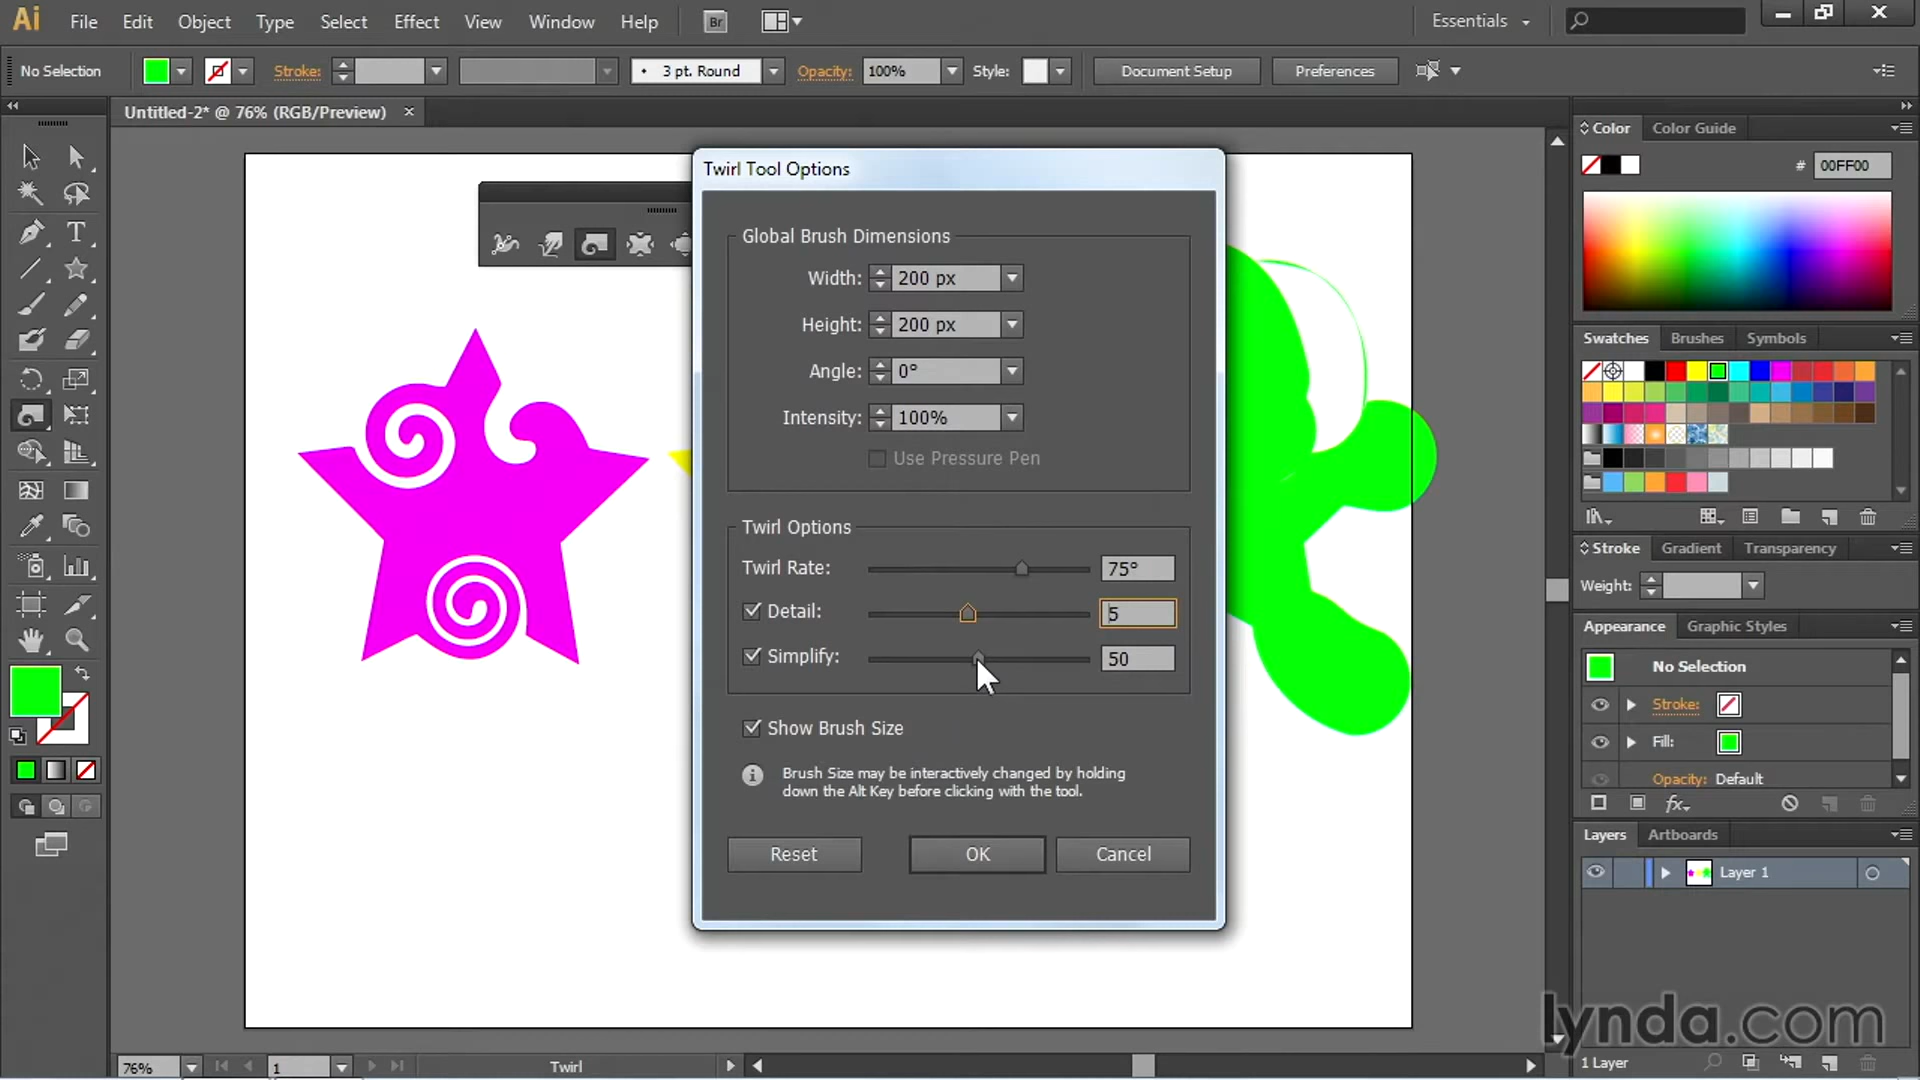 Ai File Edit Object Type Select Effect View Window Help Br Essentials
No Selection Stroke: 3 pt. Round Opacity: 100% Style: Document Setup Preferences
Untitled-2* @ 76% (RGB/Preview) ×
Twirl Tool Options
Global Brush Dimensions
Width: 200 px
Height: 200 px
Angle: 0°
Intensity: 100%
Use Pressure Pen
Twirl Options
Twirl Rate: 75°
Detail: 5
Simplify: 50
Show Brush Size
Brush Size may be interactively changed by holding
down the Alt Key before clicking with the tool.
Reset OK Cancel
Color Color Guide
# 00FF00
Swatches Brushes Symbols
Stroke Gradient Transparency
Weight:
Appearance Graphic Styles
No Selection
Stroke:
Fill:
Opacity: Default
fx
Layers Artboards
Layer 1
1 Layer
76% 1 Twirl
lynda.com